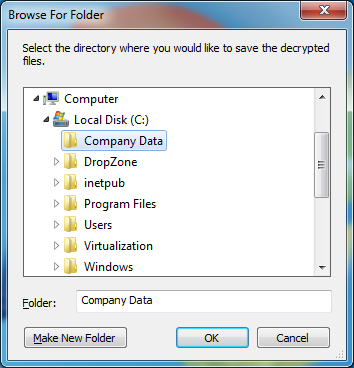 Browse For Folder
Select the directory where you would like to save the decrypted
files.
Computer
Local Disk (C:)
Company Data
DropZone
inetpub
Program Files
Users
Virtualization
Windows
Folder: Company Data
Make New Folder OK Cancel